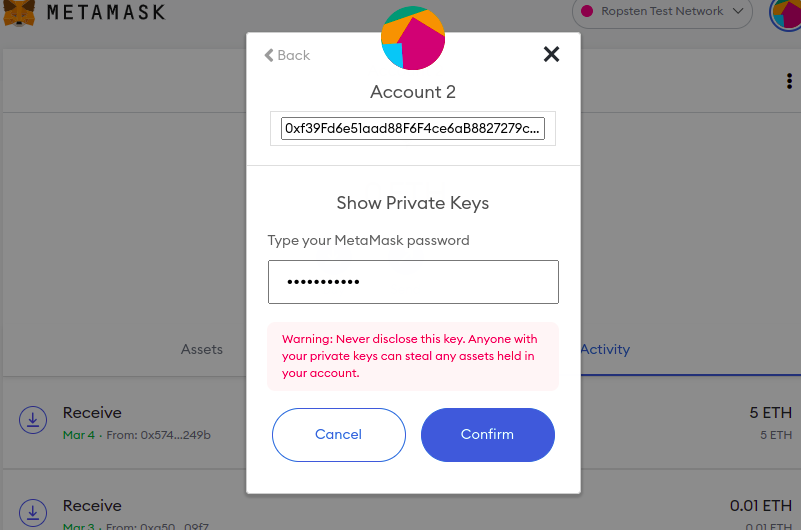 METAMASK
Ropsten Test Network
Back
Account 2
0xf39Fd6e51aad88F6F4ce6aB8827279c...
Show Private Keys
Type your MetaMask password
•••••••••••
Warning: Never disclose this key. Anyone with
your private keys can steal any assets held in
your account.
Cancel
Confirm
Assets
Activity
Receive
5 ETH
Mar 4 · From: 0x574...249b
5 ETH
Receive
0.01 ETH
Mar 3 · From: 0xa50...09f7
0.01 ETH